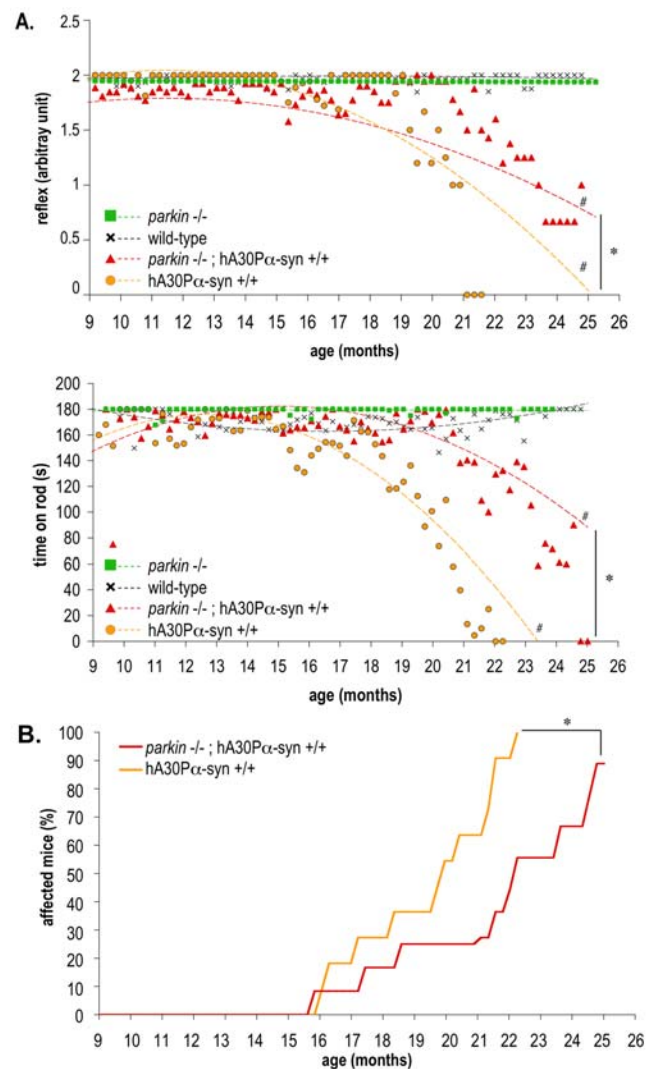 A.
reflex (arbitray unit)
2.5
2
1.5
1
0.5
0
parkin -/-
wild-type
parkin -/- ; hA30Pα-syn +/+
hA30Pα-syn +/+
#
#
*
9 10 11 12 13 14 15 16 17 18 19 20 21 22 23 24 25 26
age (months)
time on rod (s)
200
180
160
140
120
100
80
60
40
20
0
parkin -/-
wild-type
parkin -/- ; hA30Pα-syn +/+
hA30Pα-syn +/+
#
#
*
9 10 11 12 13 14 15 16 17 18 19 20 21 22 23 24 25 26
age (months)
B.
affected mice (%)
100
90
80
70
60
50
40
30
20
10
0
parkin -/- ; hA30Pα-syn +/+
hA30Pα-syn +/+
*
9 10 11 12 13 14 15 16 17 18 19 20 21 22 23 24 25 26
age (months)